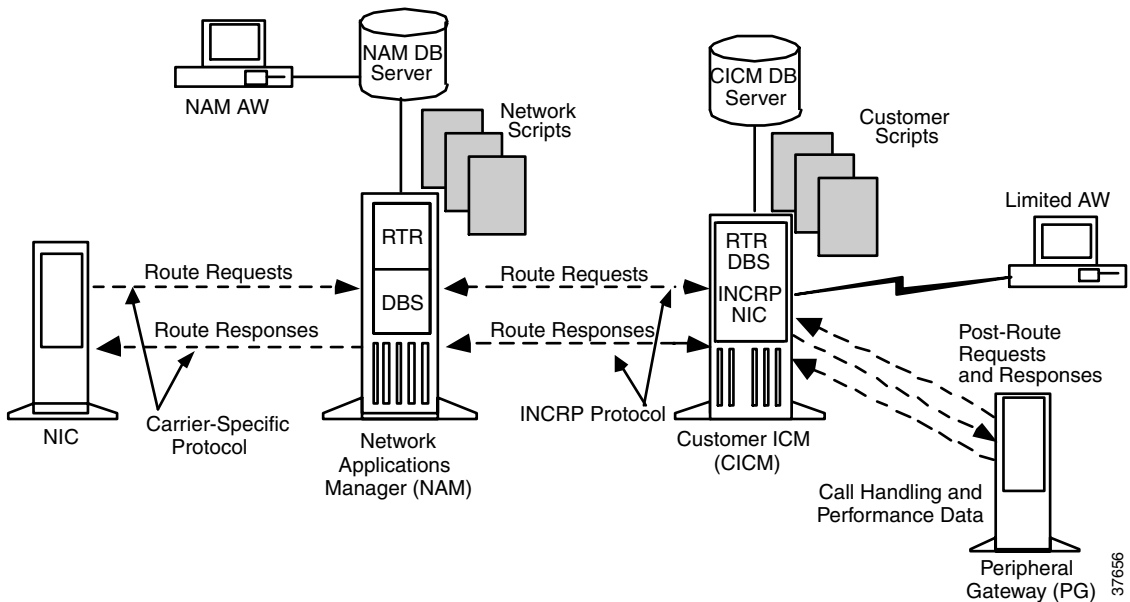 NAM DB
Server
NAM AW
Network
Scripts
CICM DB
Server
Customer
Scripts
Limited AW
RTR
DBS
RTR
DBS
INCRP
NIC
Route Requests
Route Responses
Route Requests
Route Responses
Post-Route
Requests
and Responses
NIC
Carrier-Specific
Protocol
Network
Applications
Manager (NAM)
INCRP Protocol
Customer ICM
(CICM)
Call Handling and
Performance Data
Peripheral
Gateway (PG)
37656